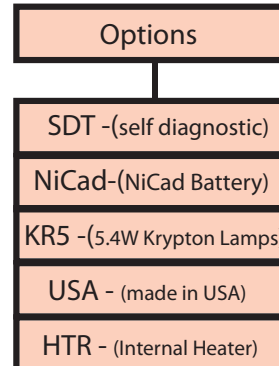 Options
SDT -(self diagnostic)
NiCad-(NiCad Battery)
KR5 -(5.4W Krypton Lamps
USA - (made in USA)
HTR - (Internal Heater)